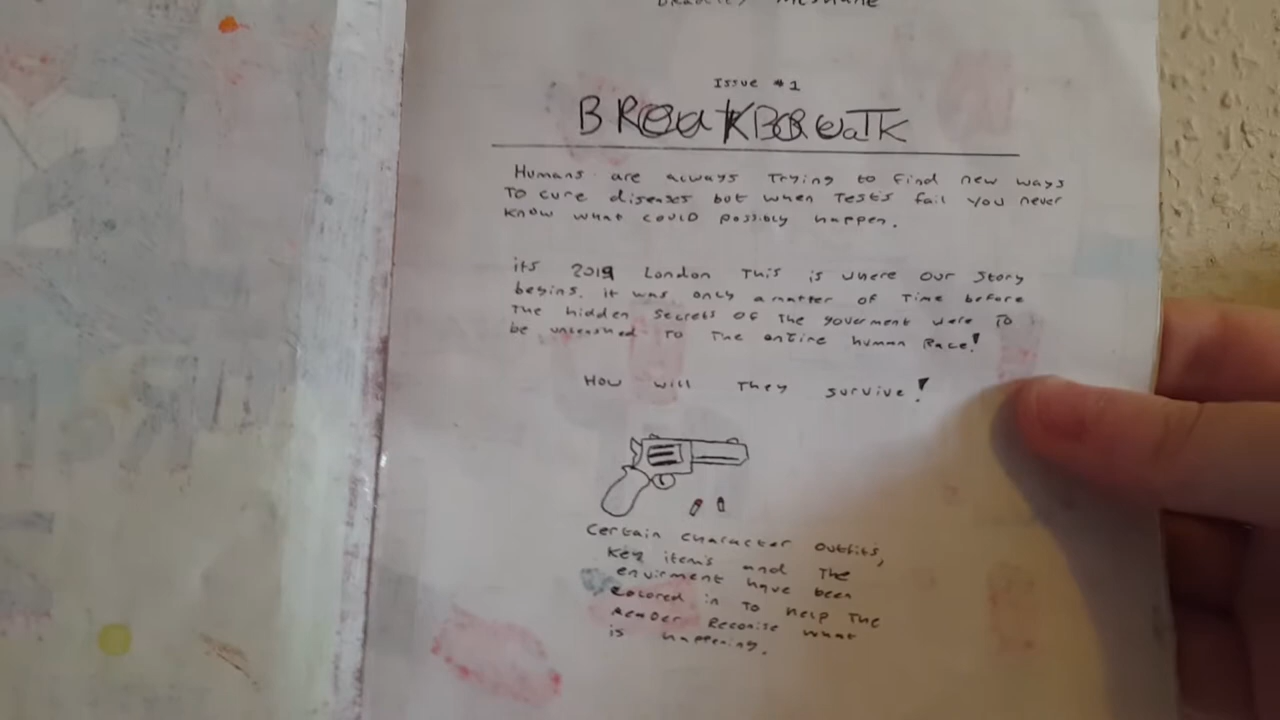 Issue #1
Humans are always Trying to find new ways
To cure diseases but when Tests fail you never
know what could possibly happen.
its 2019 London This is where our Story
begins. it was only a matter of Time before
The hidden Secrets of The goverment were To
be unleashed To The entire human Race!
How will They survive!
Certain character outfits,
Key items and The
envirment have been
colored in To help The
Reader Reconise what
is happening.